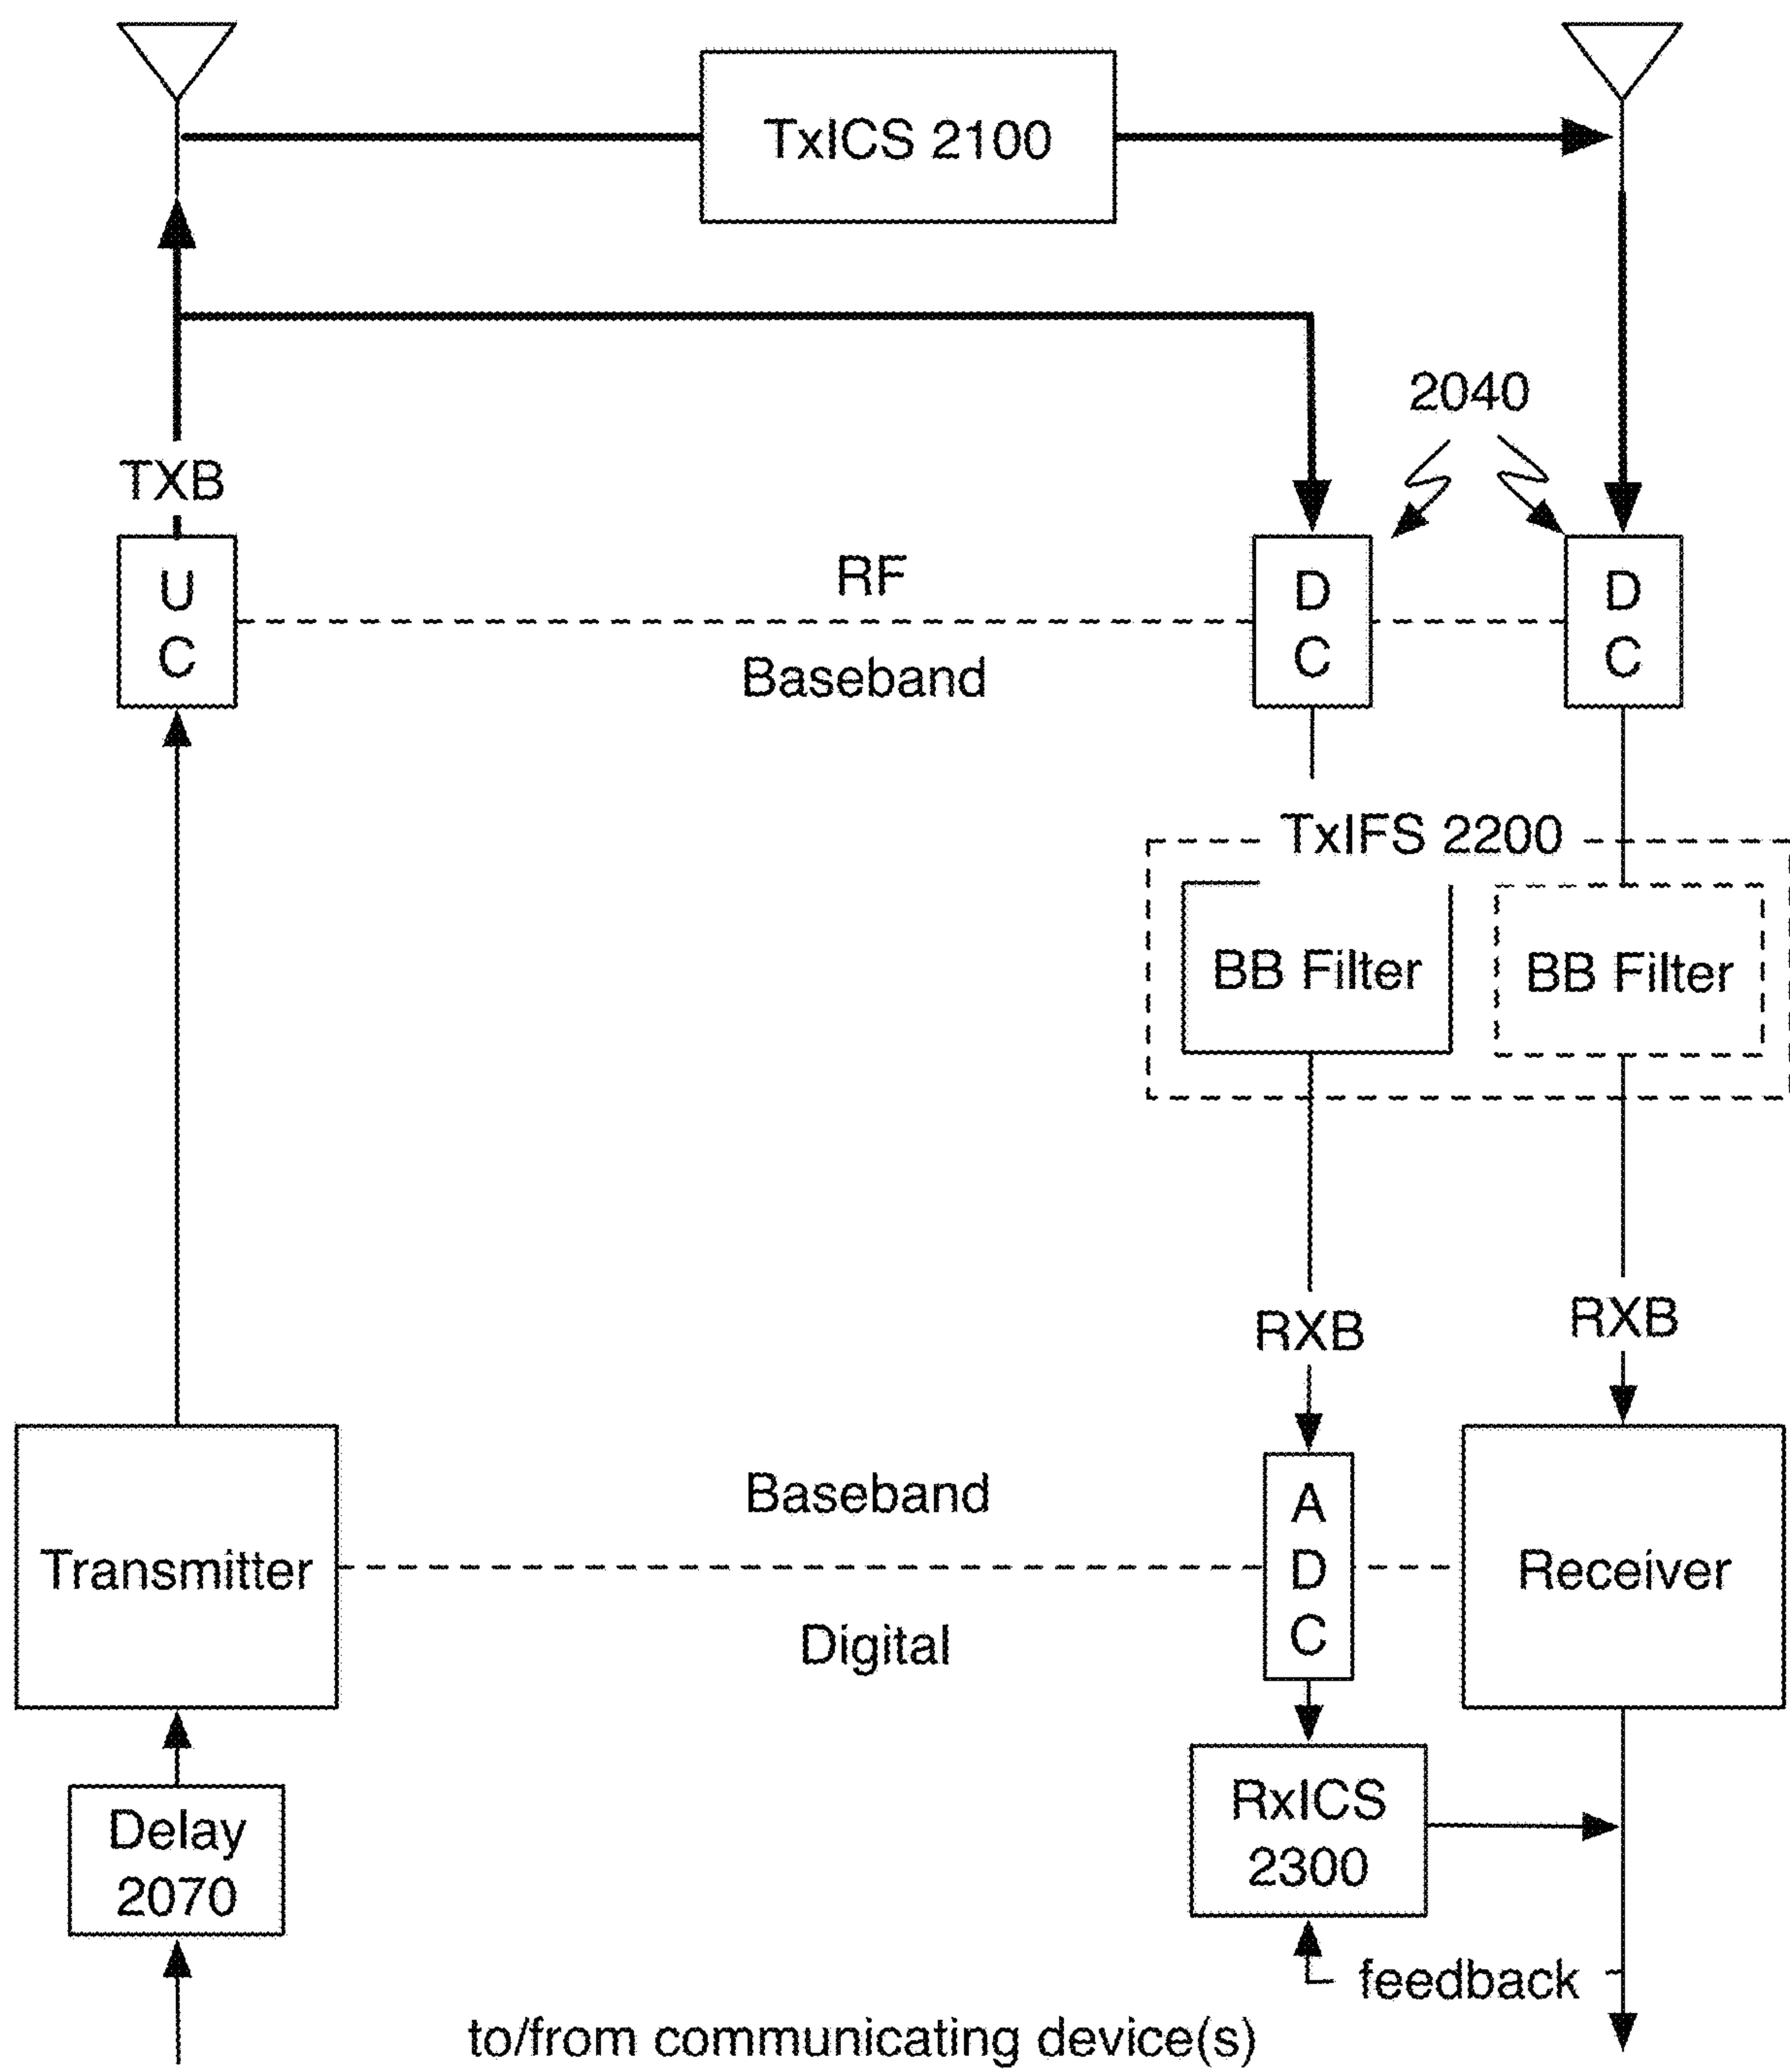 TxICS 2100
2040
TXB
U
C
RF
Baseband
D
C
D
C
TxIFS 2200
BB Filter
BB Filter
RXB
RXB
Transmitter
Baseband
Digital
A
D
C
Receiver
Delay
2070
RxICS
2300
feedback
to/from communicating device(s)